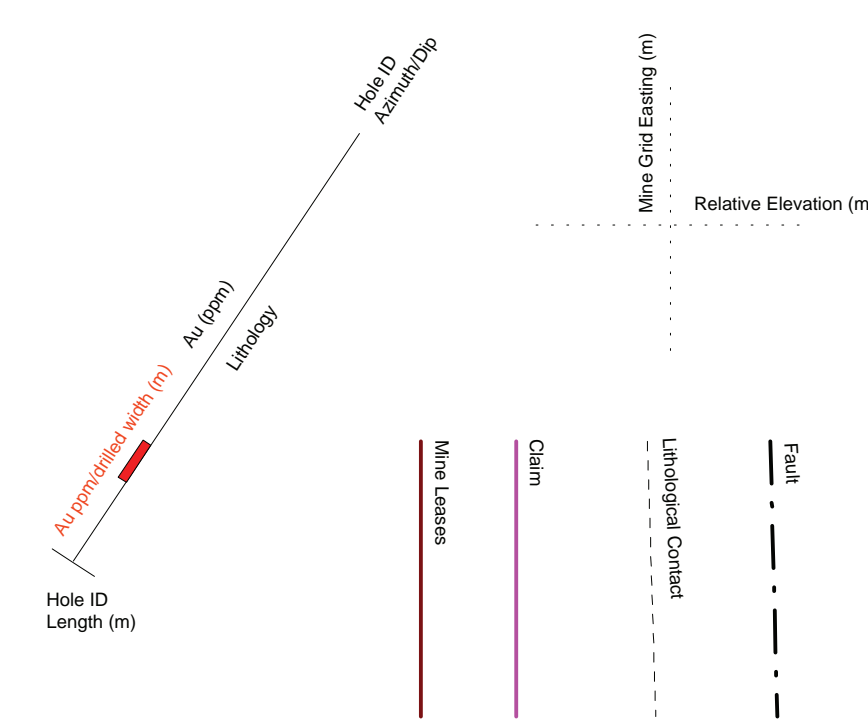 Hole ID
Azimuth/Dip
Mine Grid Easting (m)
Relative Elevation (m
Au (ppm)
Lithology
Au ppm/drilled width (m)
Hole ID
Length (m)
Mine Leases
Claim
Lithological Contact
Fault